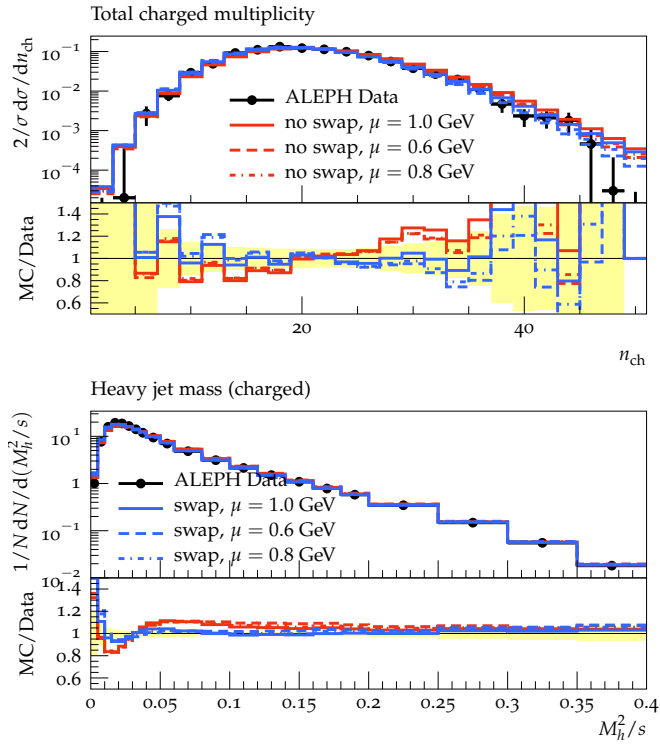 Total charged multiplicity
2/σ dσ/dn_ch
10⁻¹
10⁻²
10⁻³
10⁻⁴
ALEPH Data
no swap, μ = 1.0 GeV
no swap, μ = 0.6 GeV
no swap, μ = 0.8 GeV
MC/Data
1.4
1.2
1
0.8
0.6
20
40
n_ch
Heavy jet mass (charged)
1/N dN/d(M_h²/s)
10¹
1
10⁻¹
10⁻²
ALEPH Data
swap, μ = 1.0 GeV
swap, μ = 0.6 GeV
swap, μ = 0.8 GeV
MC/Data
1.4
1.2
1
0.8
0.6
0 0.05 0.1 0.15 0.2 0.25 0.3 0.35 0.4
M_h²/s